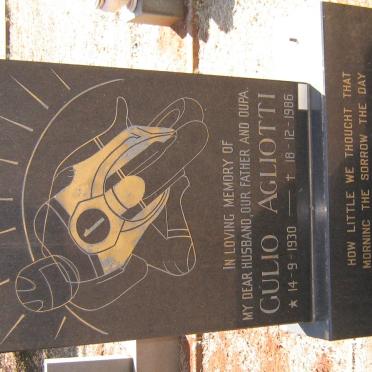 IN LOVING MEMORY OF
MY DEAR HUSBAND, OUR FATHER AND OUPA.
GULIO AGLIOTTI
★ 14-9-1930 — † 18-12-1986
HOW LITTLE WE THOUGHT THAT
MORNING THE SORROW THE DAY